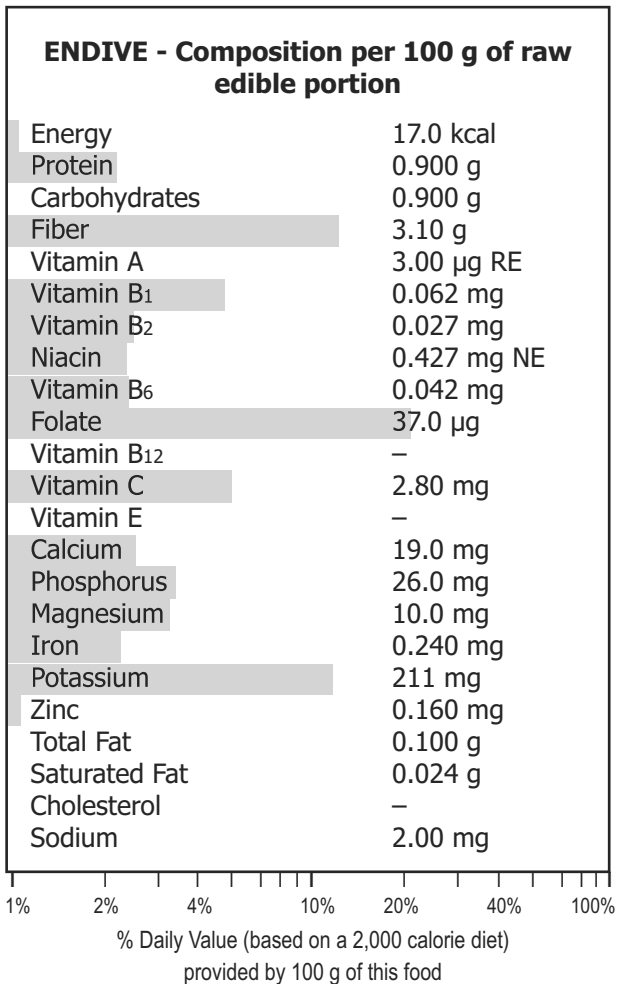 ENDIVE - Composition per 100 g of raw
edible portion
Energy 17.0 kcal
Protein 0.900 g
Carbohydrates 0.900 g
Fiber 3.10 g
Vitamin A 3.00 µg RE
Vitamin B1 0.062 mg
Vitamin B2 0.027 mg
Niacin 0.427 mg NE
Vitamin B6 0.042 mg
Folate 37.0 µg
Vitamin B12 –
Vitamin C 2.80 mg
Vitamin E –
Calcium 19.0 mg
Phosphorus 26.0 mg
Magnesium 10.0 mg
Iron 0.240 mg
Potassium 211 mg
Zinc 0.160 mg
Total Fat 0.100 g
Saturated Fat 0.024 g
Cholesterol –
Sodium 2.00 mg
1% 2% 4% 10% 20% 40% 100%
% Daily Value (based on a 2,000 calorie diet)
provided by 100 g of this food